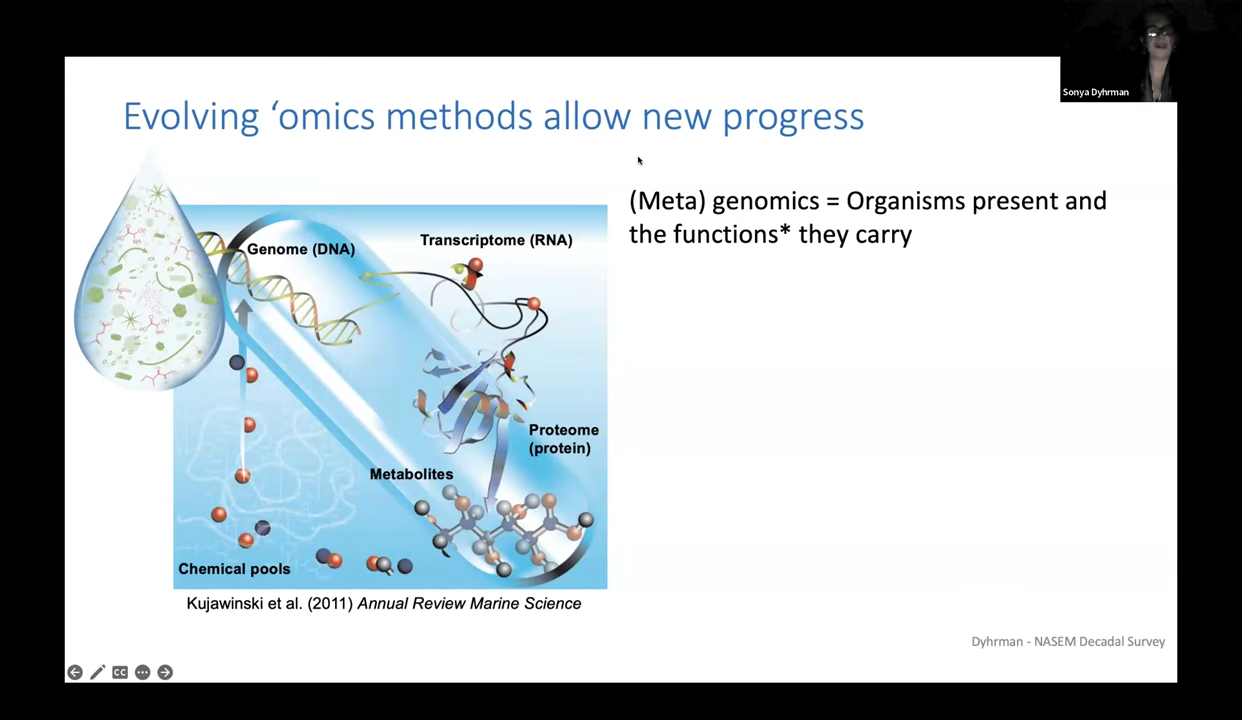 Sonya Dyhrman
Evolving ‘omics methods allow new progress
(Meta) genomics = Organisms present and
the functions* they carry
Genome (DNA)
Transcriptome (RNA)
Proteome
(protein)
Metabolites
Chemical pools
Kujawinski et al. (2011) Annual Review Marine Science
Dyhrman - NASEM Decadal Survey
CC